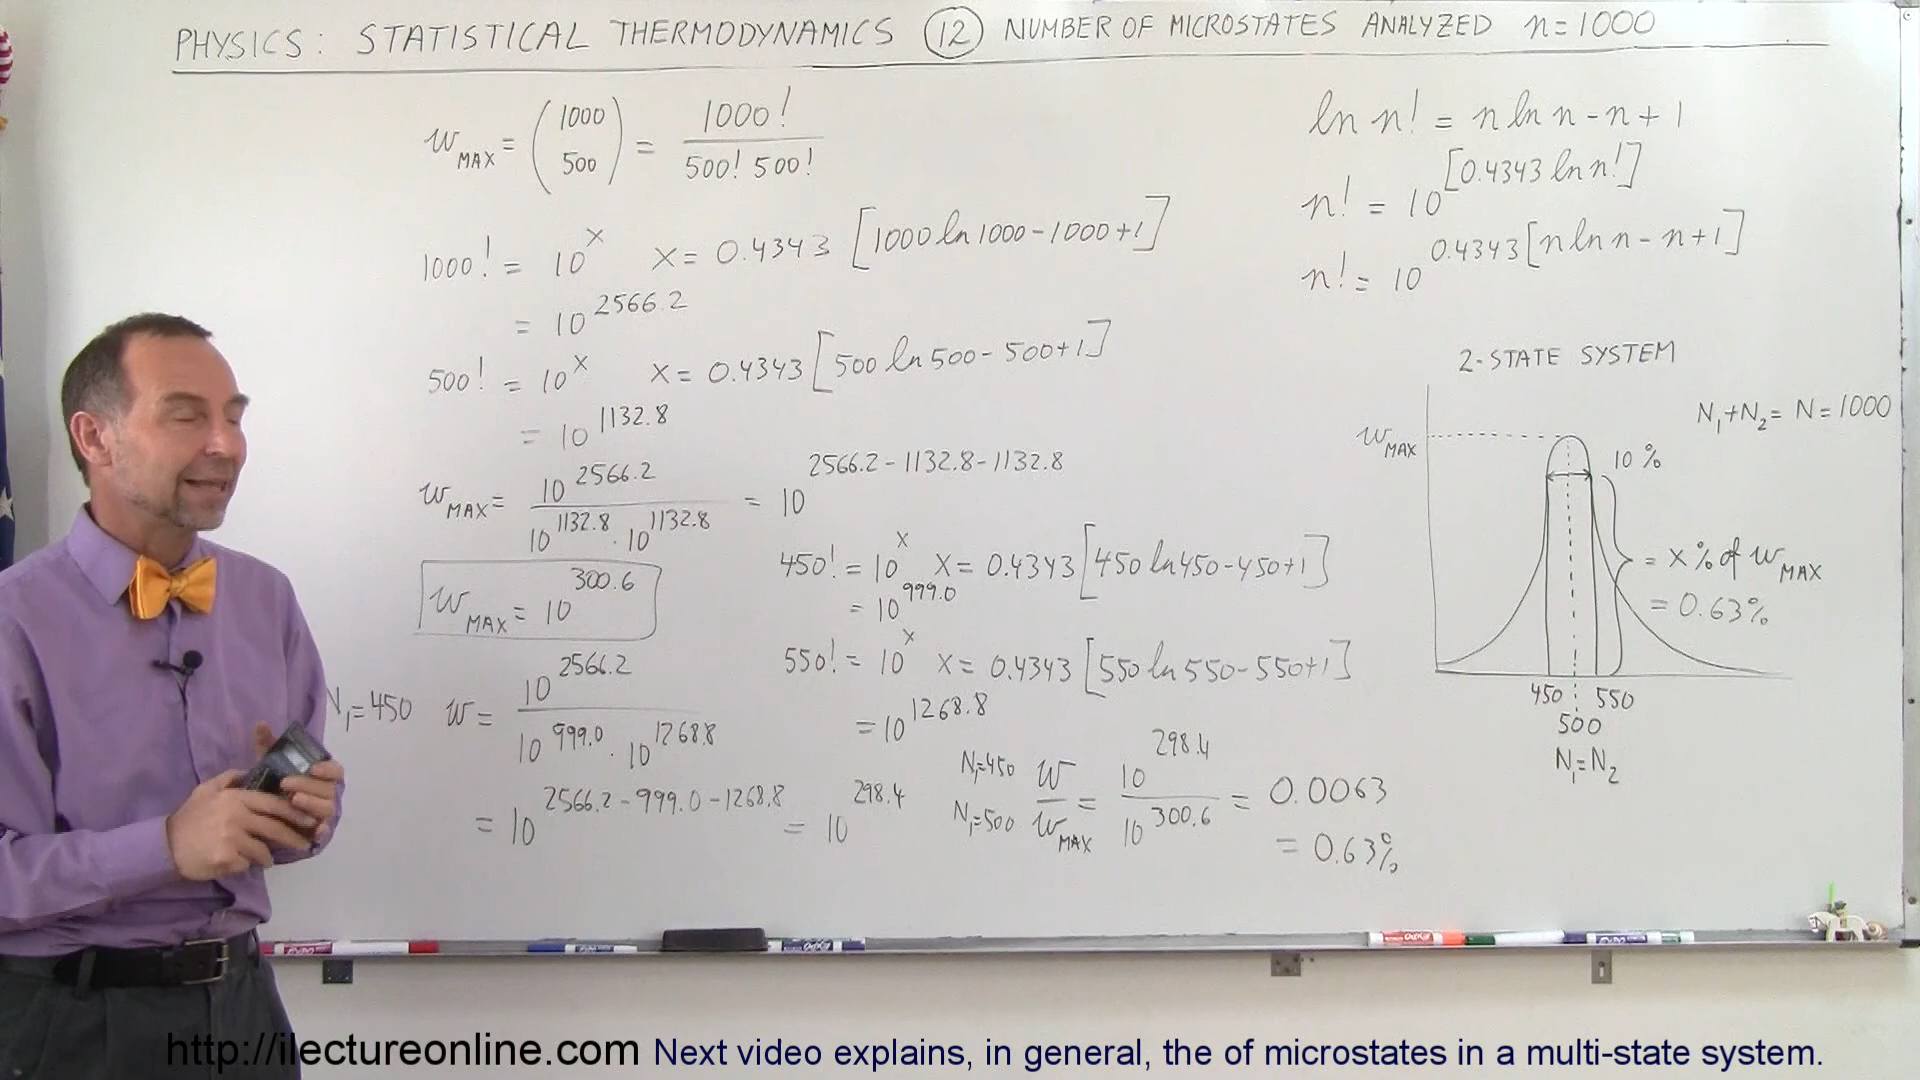 PHYSICS: STATISTICAL THERMODYNAMICS (12) NUMBER OF MICROSTATES ANALYZED n=1000
w_MAX = (1000 500) = 1000! / 500! 500!
1000! = 10^x x = 0.4343 [1000 ln 1000 - 1000 + 1]
= 10^2566.2
500! = 10^x x = 0.4343 [500 ln 500 - 500 + 1]
= 10^1132.8
w_MAX = 10^2566.2 / 10^1132.8 · 10^1132.8 = 10^2566.2-1132.8-1132.8
w_MAX = 10^300.6
N₁=450 w = 10^2566.2 / 10^999.0 · 10^1268.8
= 10^2566.2-999.0-1268.8 = 10^298.4
450! = 10^x x = 0.4343 [450 ln 450 - 450 + 1]
= 10^999.0
550! = 10^x x = 0.4343 [550 ln 550 - 550 + 1]
= 10^1268.8
N₁=450 w / N₁=500 w_MAX = 10^298.4 / 10^300.6 = 0.0063
= 0.63%
ln n! = n ln n - n + 1
n! = 10^[0.4343 ln n!]
n! = 10^0.4343[n ln n - n + 1]
2-STATE SYSTEM
N₁+N₂ = N = 1000
w_MAX
10 %
= x % of w_MAX
= 0.63%
450 550
500
N₁=N₂
EXPO
http://ilectureonline.com Next video explains, in general, the of microstates in a multi-state system.